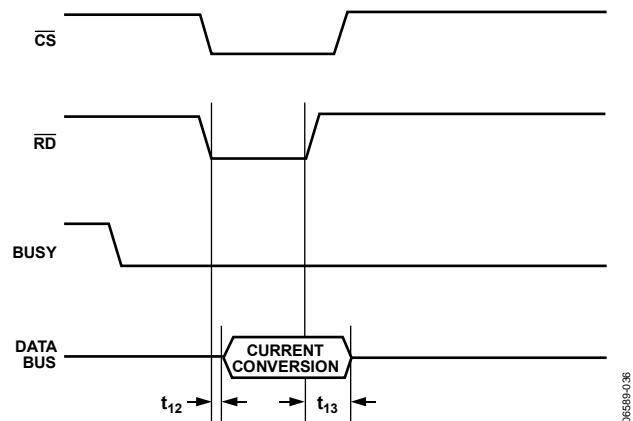 CS
RD
BUSY
DATA
BUS
CURRENT
CONVERSION
t12
t13
06589-036